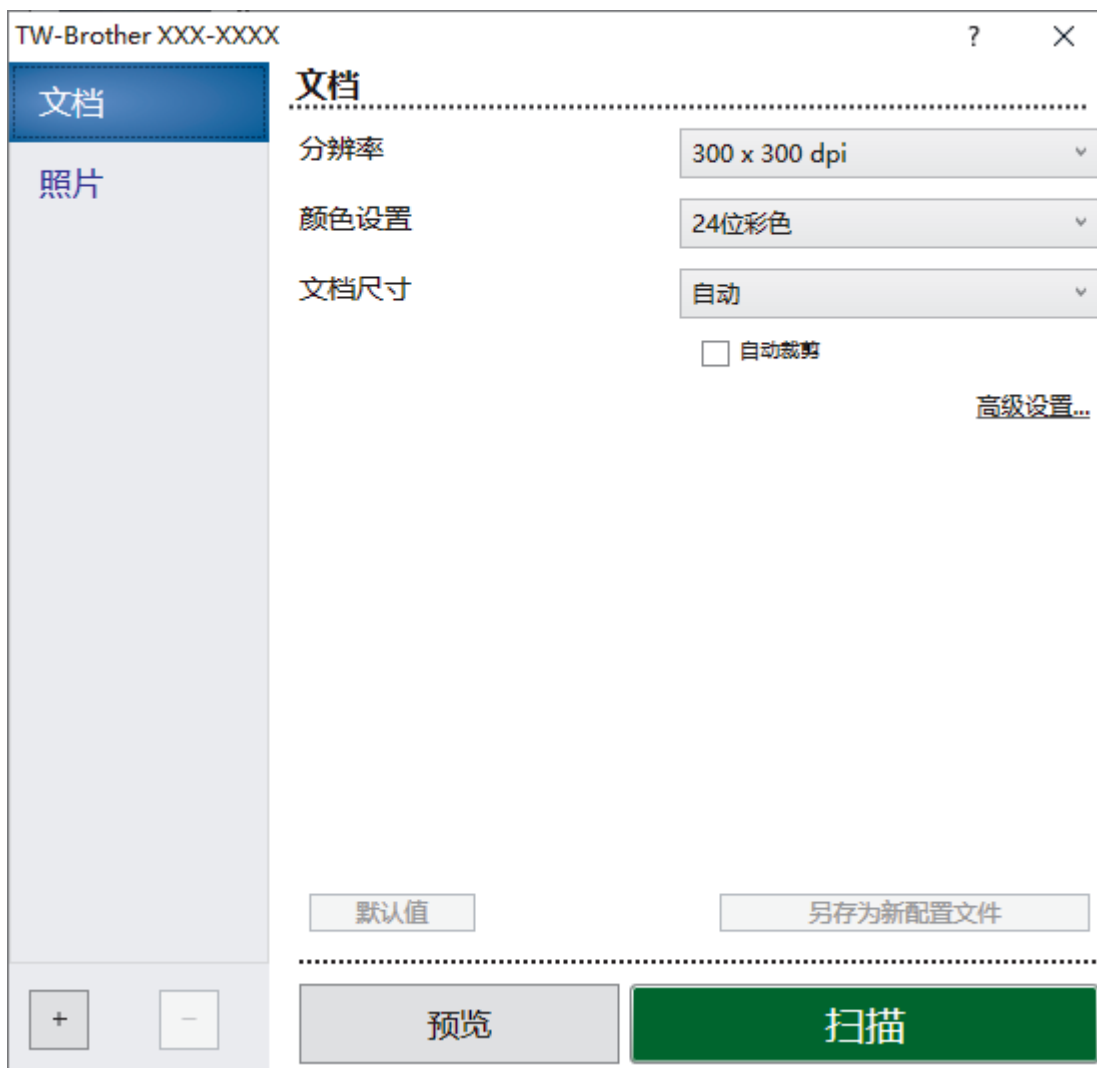 TW-Brother XXX-XXXX ? ×
文档
照片
文档
分辨率 300 x 300 dpi
颜色设置 24位彩色
文档尺寸 自动
自动裁剪
高级设置...
默认值 另存为新配置文件
+ − 预览 扫描